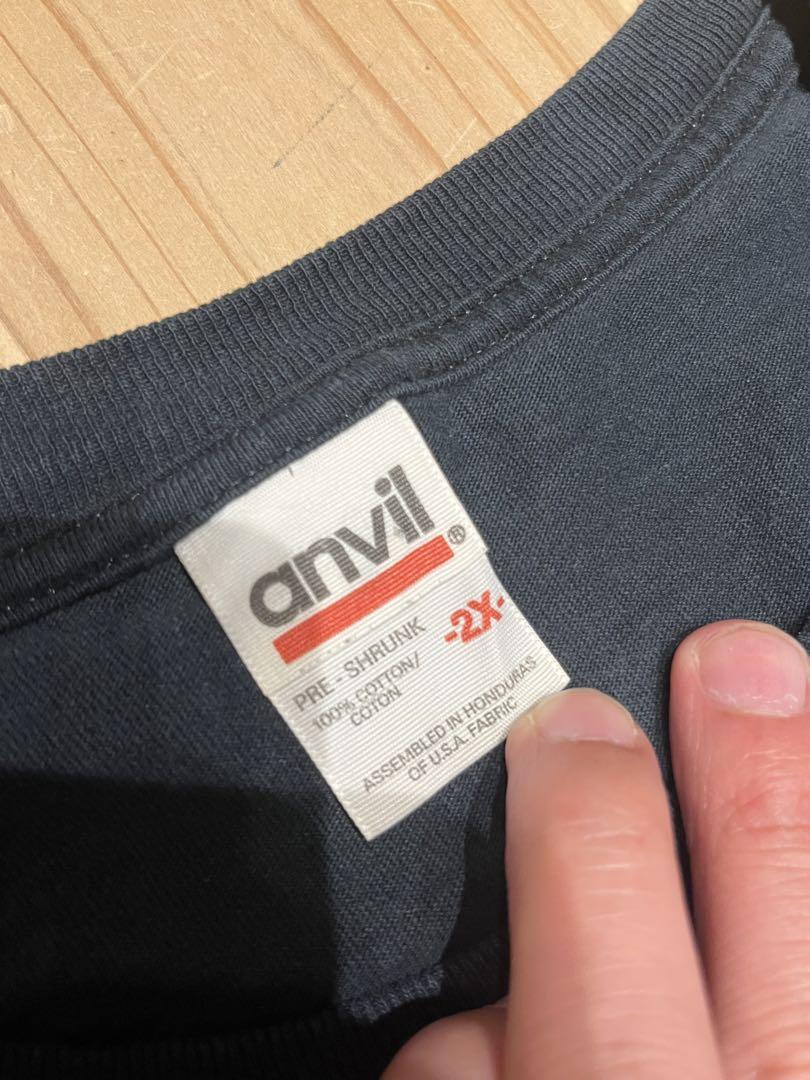 anvil®
-2X-
PRE-SHRUNK
100% COTTON/
COTON
ASSEMBLED IN HONDURAS
OF U.S.A. FABRIC